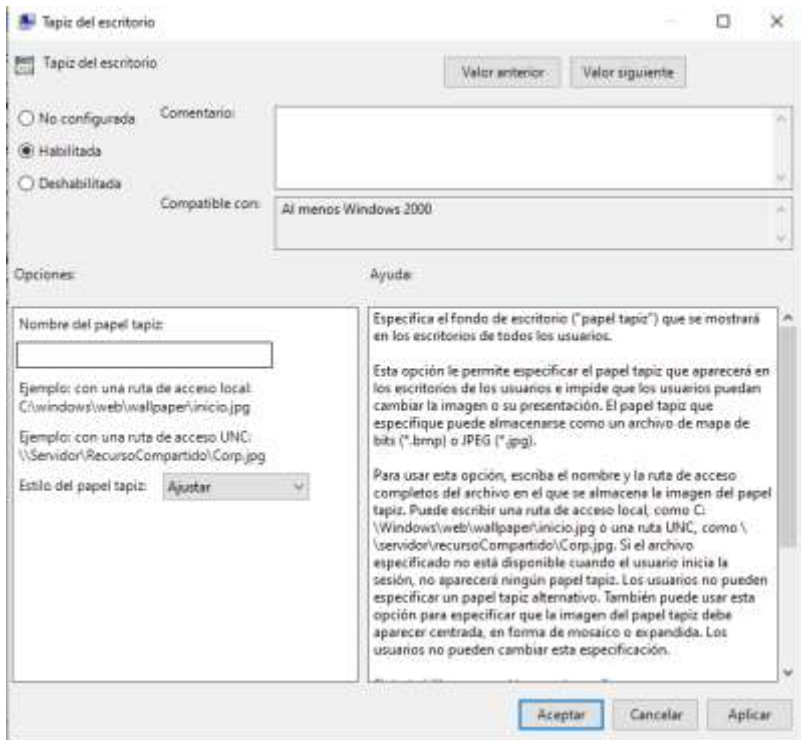 Tapiz del escritorio
Tapiz del escritorio
Valor anterior
Valor siguiente
No configurada
Comentario:
Habilitada
Deshabilitada
Compatible con:
Al menos Windows 2000
Opciones:
Ayuda:
Nombre del papel tapiz:
Ejemplo: con una ruta de acceso local:
C:\windows\web\wallpaper\inicio.jpg
Ejemplo: con una ruta de acceso UNC:
\\Servidor\RecursoCompartido\Corp.jpg
Estilo del papel tapiz:
Ajustar
Especifica el fondo de escritorio ("papel tapiz") que se mostrará
en los escritorios de todos los usuarios.
Esta opción le permite especificar el papel tapiz que aparecerá en
los escritorios de los usuarios e impide que los usuarios puedan
cambiar la imagen o su presentación. El papel tapiz que
especifique puede almacenarse como un archivo de mapa de
bits (*.bmp) o JPEG (*.jpg).
Para usar esta opción, escriba el nombre y la ruta de acceso
completos del archivo en el que se almacena la imagen del papel
tapiz. Puede escribir una ruta de acceso local, como C:
\Windows\web\wallpaper\inicio.jpg o una ruta UNC, como \
\servidor\recursoCompartido\Corp.jpg. Si el archivo
especificado no está disponible cuando el usuario inicia la
sesión, no aparecerá ningún papel tapiz. Los usuarios no pueden
especificar un papel tapiz alternativo. También puede usar esta
opción para especificar que la imagen del papel tapiz debe
aparecer centrada, en forma de mosaico o expandida. Los
usuarios no pueden cambiar esta especificación.
Aceptar
Cancelar
Aplicar